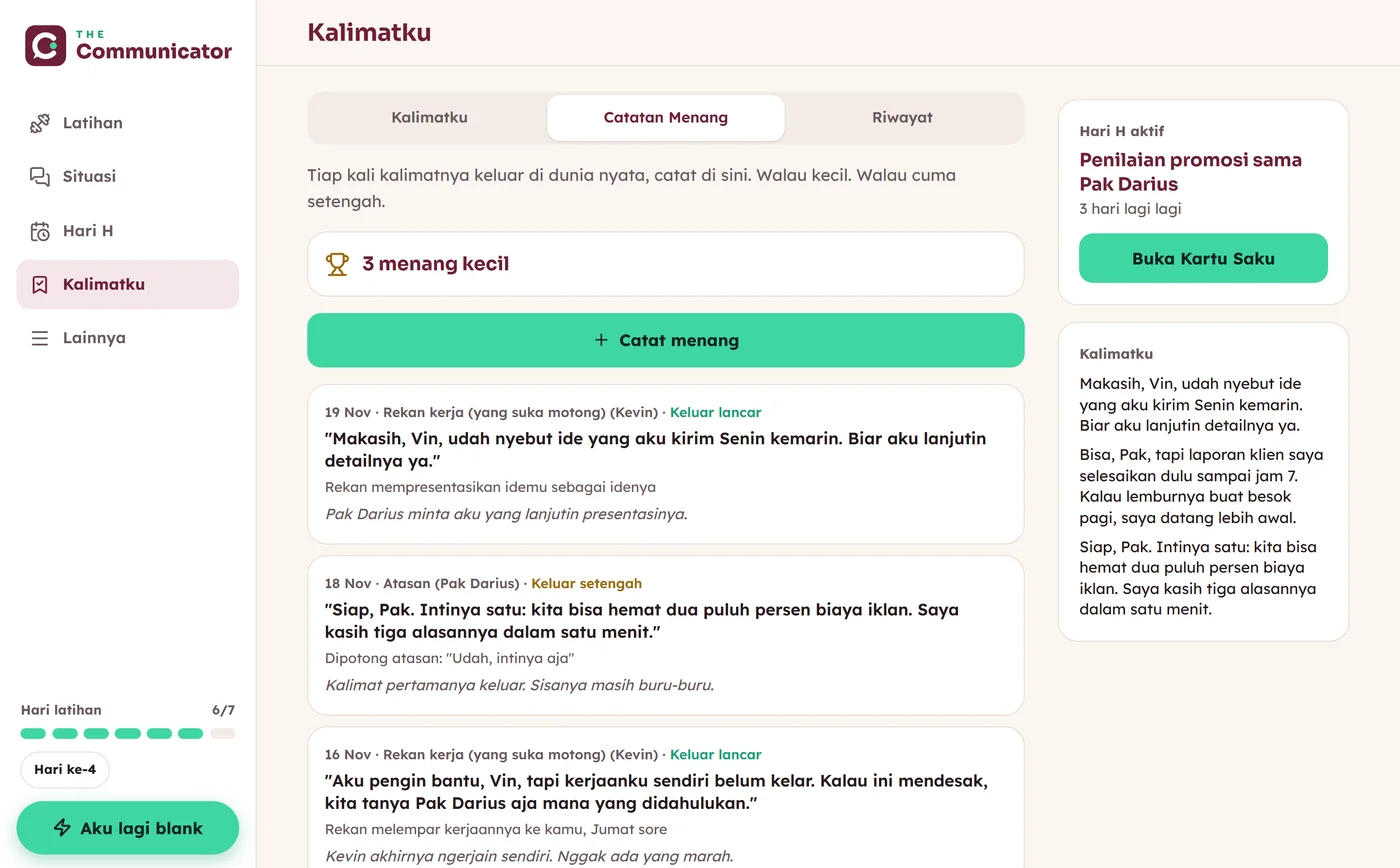 THE
Communicator
Latihan
Situasi
Hari H
Kalimatku
Lainnya
Hari latihan 6/7
Hari ke-4
Aku lagi blank
Kalimatku
Kalimatku Catatan Menang Riwayat
Tiap kali kalimatnya keluar di dunia nyata, catat di sini. Walau kecil. Walau cuma
setengah.
3 menang kecil
+ Catat menang
19 Nov · Rekan kerja (yang suka motong) (Kevin) · Keluar lancar
"Makasih, Vin, udah nyebut ide yang aku kirim Senin kemarin. Biar aku lanjutin
detailnya ya."
Rekan mempresentasikan idemu sebagai idenya
Pak Darius minta aku yang lanjutin presentasinya.
18 Nov · Atasan (Pak Darius) · Keluar setengah
"Siap, Pak. Intinya satu: kita bisa hemat dua puluh persen biaya iklan. Saya
kasih tiga alasannya dalam satu menit."
Dipotong atasan: "Udah, intinya aja"
Kalimat pertamanya keluar. Sisanya masih buru-buru.
16 Nov · Rekan kerja (yang suka motong) (Kevin) · Keluar lancar
"Aku pengin bantu, Vin, tapi kerjaanku sendiri belum kelar. Kalau ini mendesak,
kita tanya Pak Darius aja mana yang didahulukan."
Rekan melempar kerjaannya ke kamu, Jumat sore
Kevin akhirnya ngerjain sendiri. Nggak ada yang marah.
Hari H aktif
Penilaian promosi sama
Pak Darius
3 hari lagi lagi
Buka Kartu Saku
Kalimatku
Makasih, Vin, udah nyebut ide
yang aku kirim Senin kemarin.
Biar aku lanjutin detailnya ya.
Bisa, Pak, tapi laporan klien saya
selesaikan dulu sampai jam 7.
Kalau lemburnya buat besok
pagi, saya datang lebih awal.
Siap, Pak. Intinya satu: kita bisa
hemat dua puluh persen biaya
iklan. Saya kasih tiga alasannya
dalam satu menit.